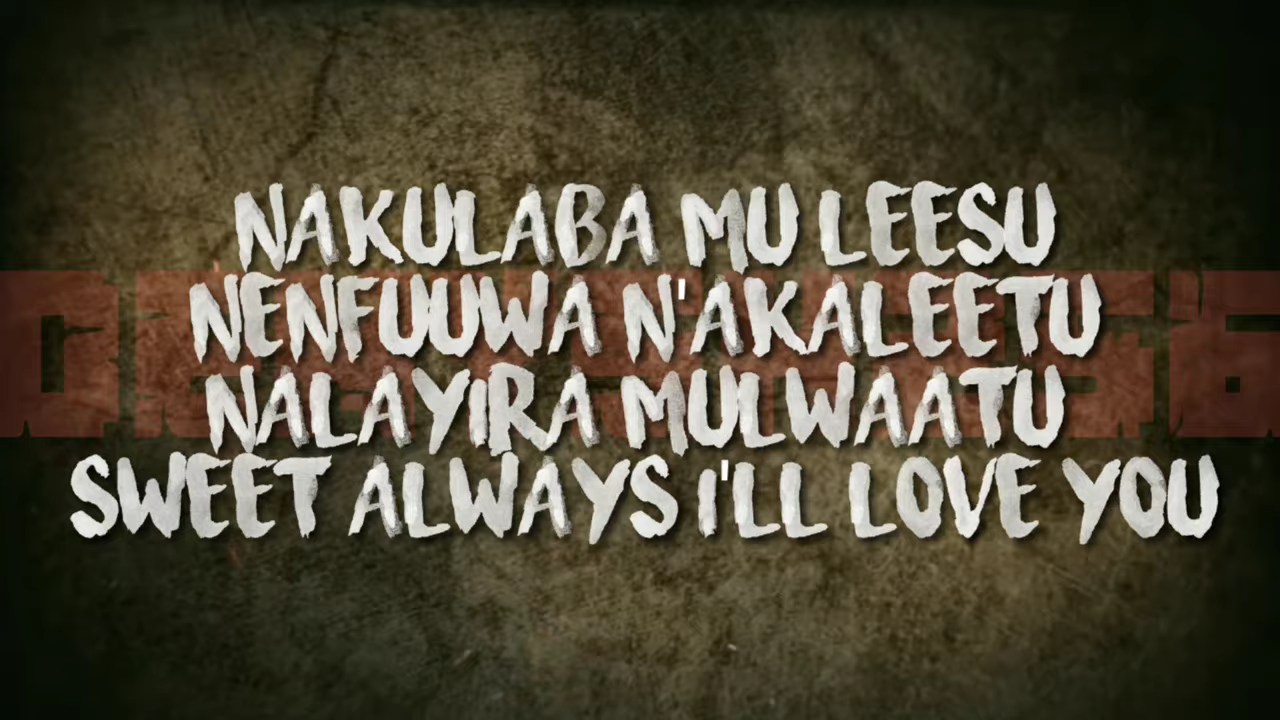 NAKULABA MU LEESU
NENFUUWA N'AKALEETU
NALAYIRA MULWAATU
SWEET ALWAYS I'LL LOVE YOU